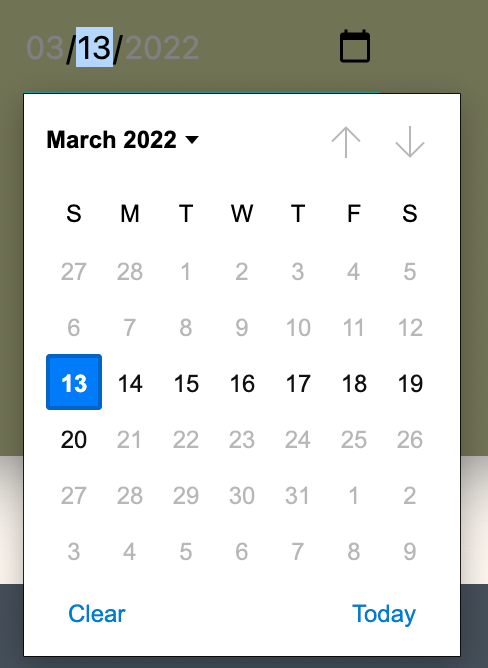 03/13/2022
March 2022
S M T W T F S
27 28 1 2 3 4 5
6 7 8 9 10 11 12
13 14 15 16 17 18 19
20 21 22 23 24 25 26
27 28 29 30 31 1 2
3 4 5 6 7 8 9
Clear Today